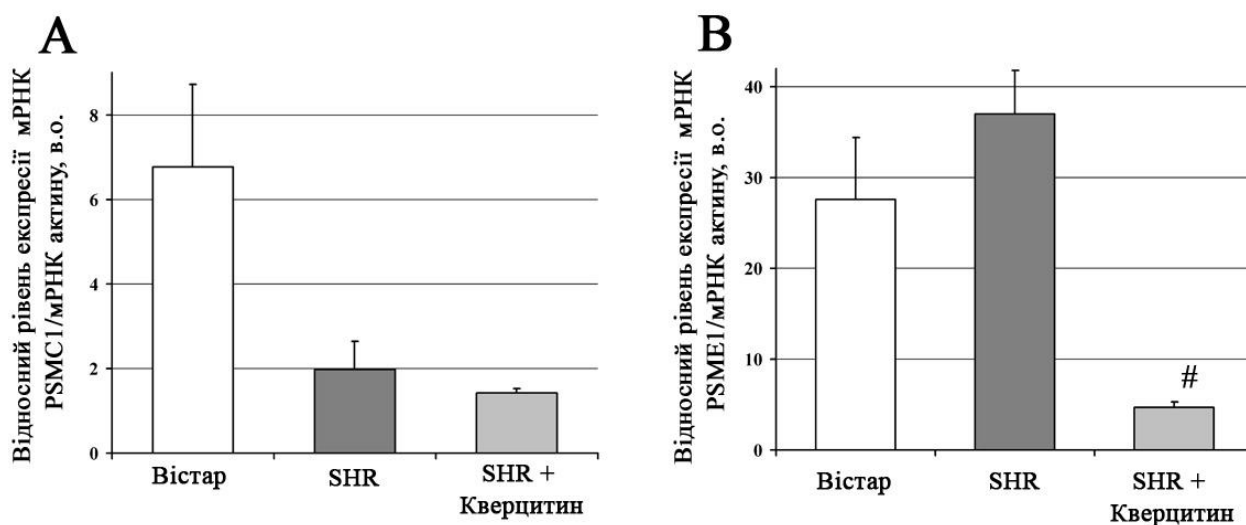 A
Відносний рівень експресії мРНК
PSMC1/мРНК актину, в.о.
8
6
4
2
0
Вістар
SHR
SHR +
Кверцитин
B
Відносний рівень експресії мРНК
PSME1/мРНК актину, в.о.
40
30
20
10
0
#
Вістар
SHR
SHR +
Кверцитин